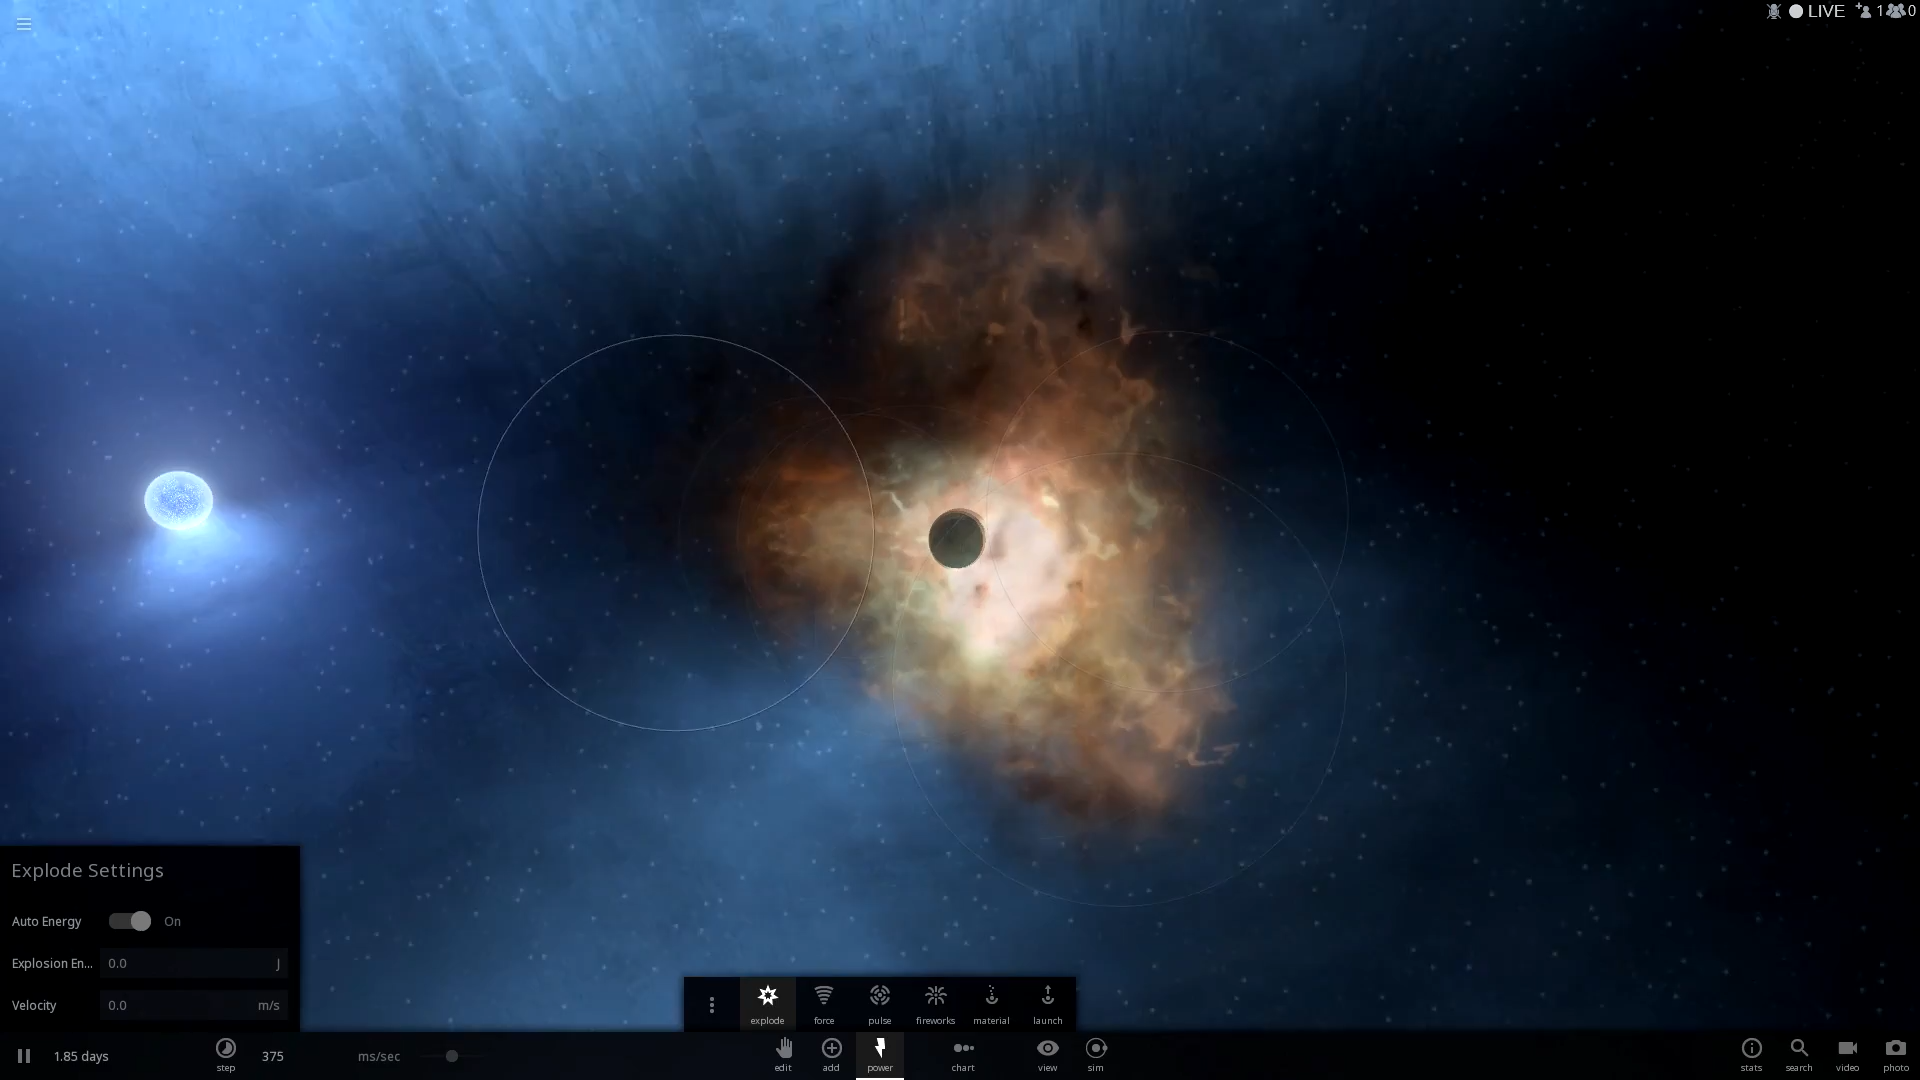 LIVE 1 0
Explode Settings
Auto Energy On
Explosion En... 0.0 J
Velocity 0.0 m/s
explode force pulse fireworks material launch
1.85 days step 375 ms/sec edit add power chart view sim stats search video photo